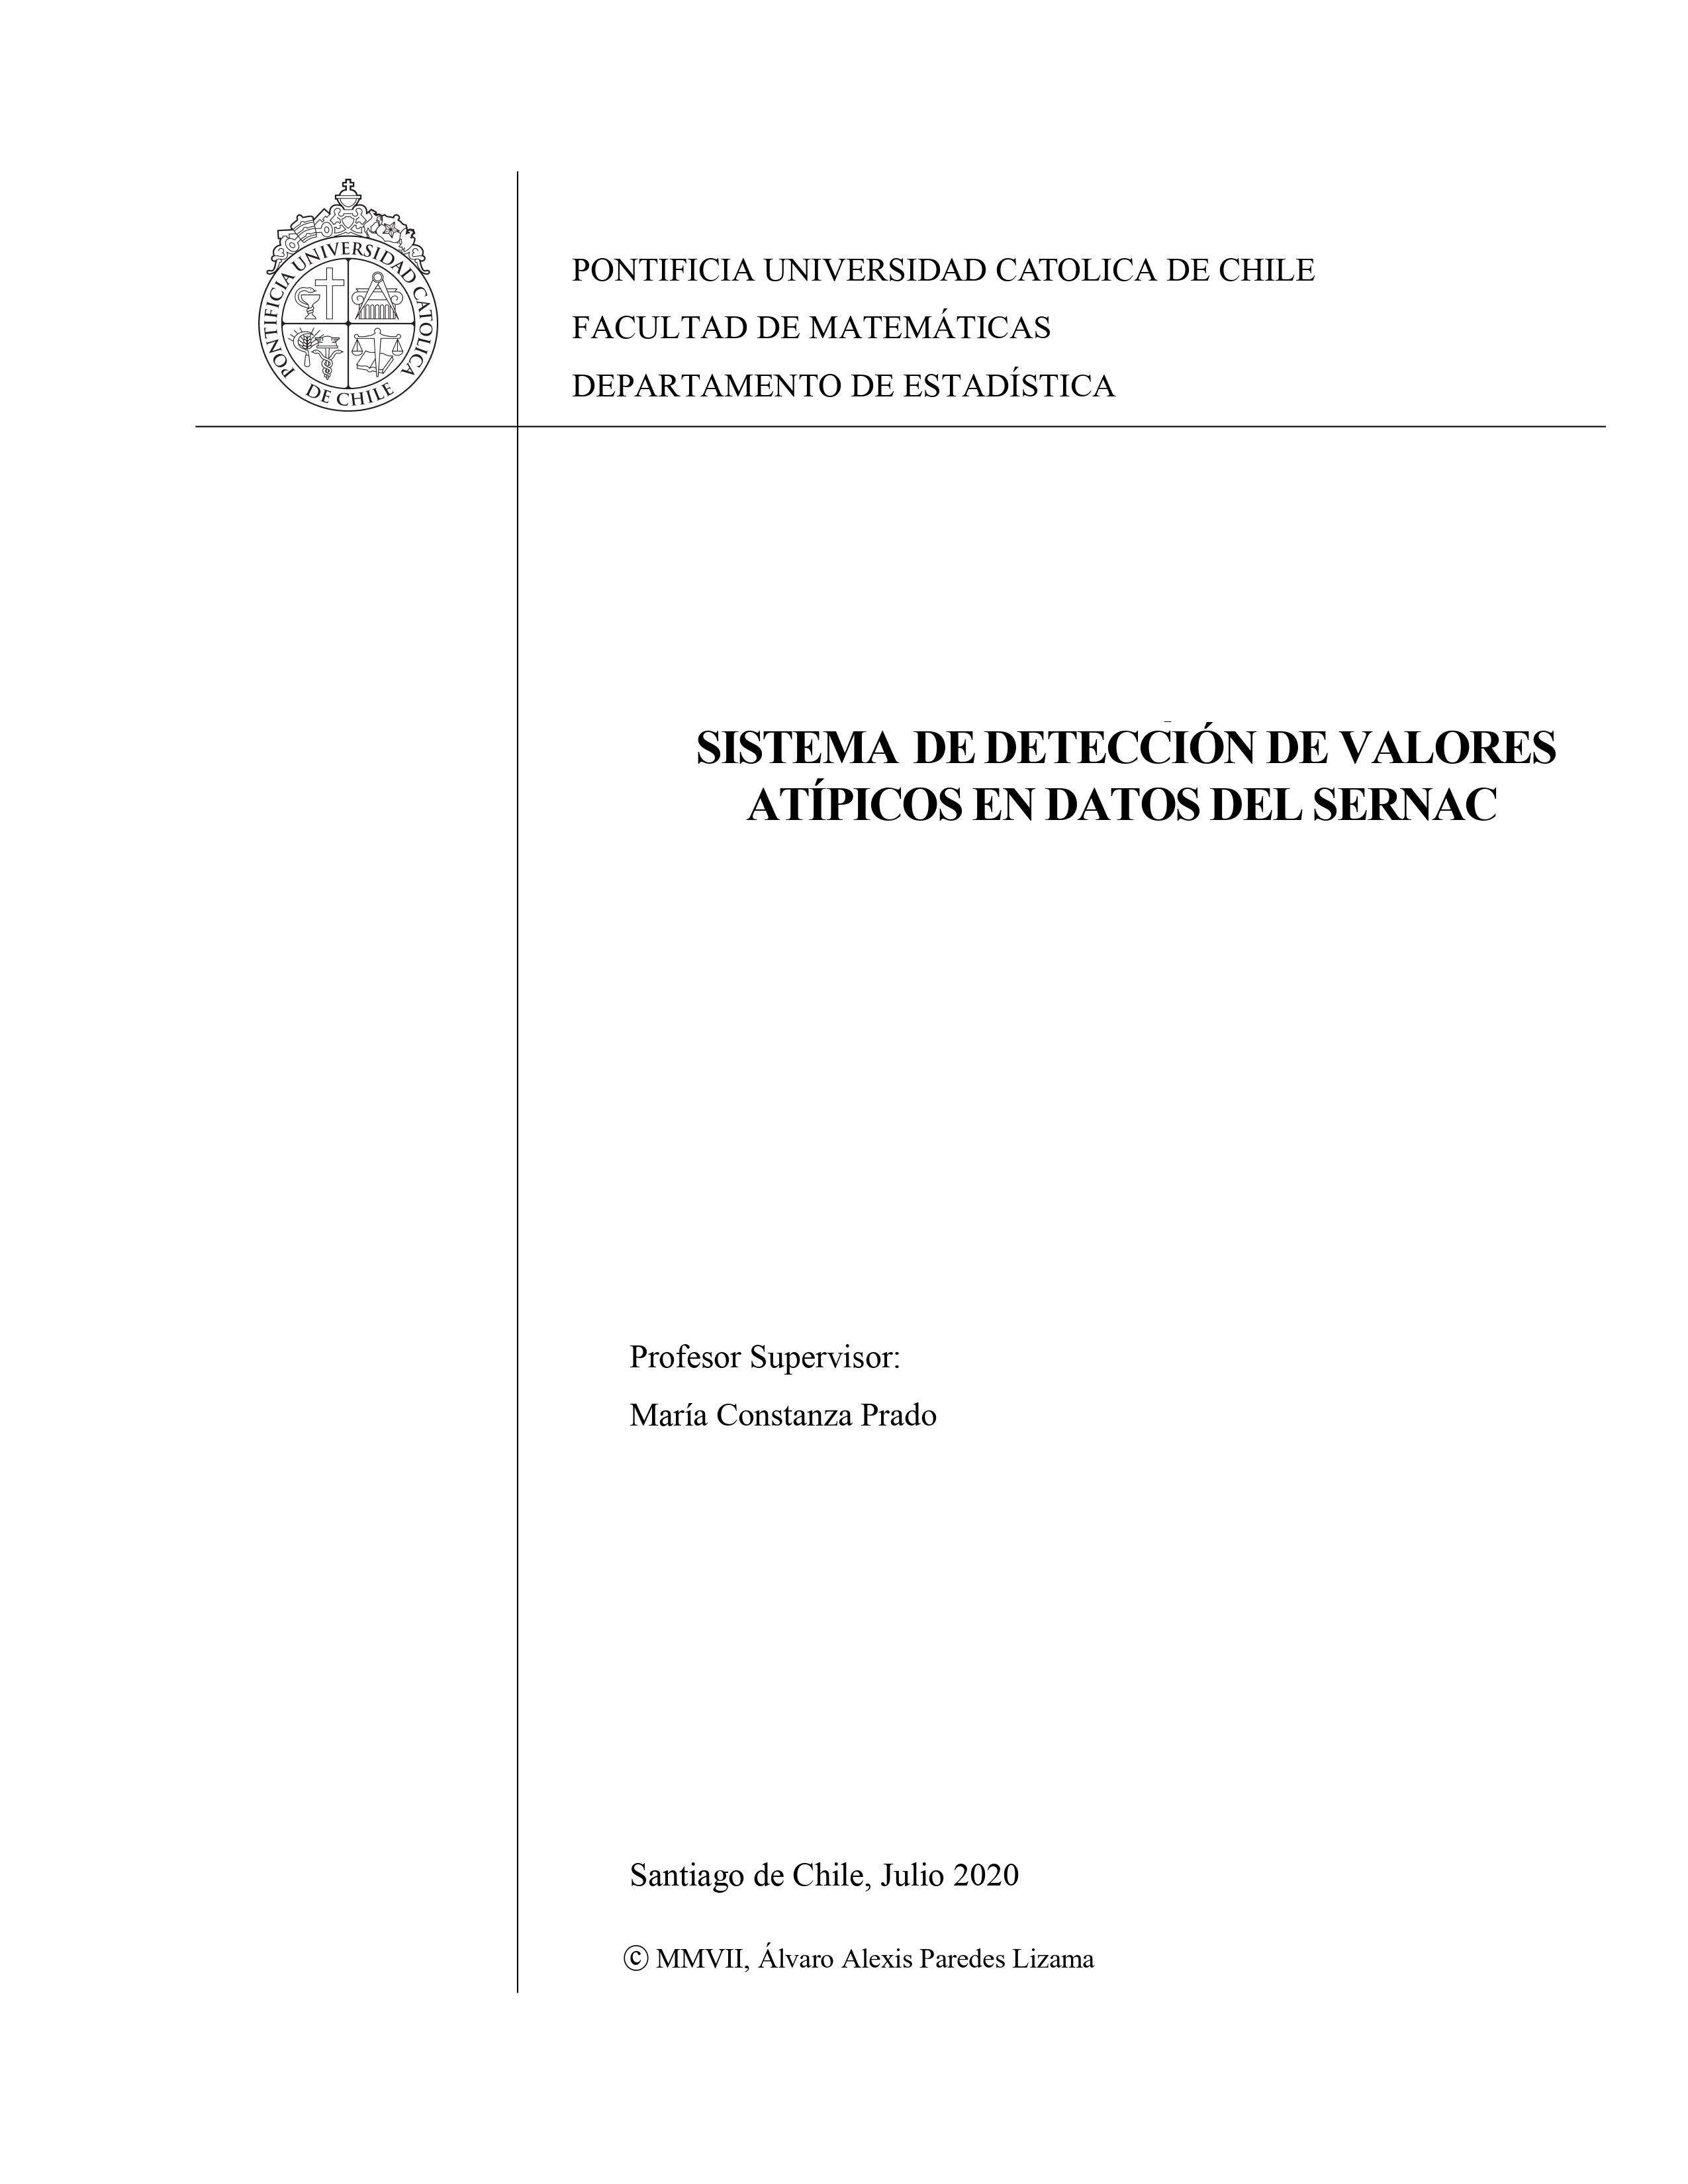 PONTIFICIA UNIVERSIDAD CATOLICA
DE CHILE
PONTIFICIA UNIVERSIDAD CATOLICA DE CHILE
FACULTAD DE MATEMÁTICAS
DEPARTAMENTO DE ESTADÍSTICA
SISTEMA DE DETECCIÓN DE VALORES
ATÍPICOS EN DATOS DEL SERNAC
Profesor Supervisor:
María Constanza Prado
Santiago de Chile, Julio 2020
© MMVII, Álvaro Alexis Paredes Lizama